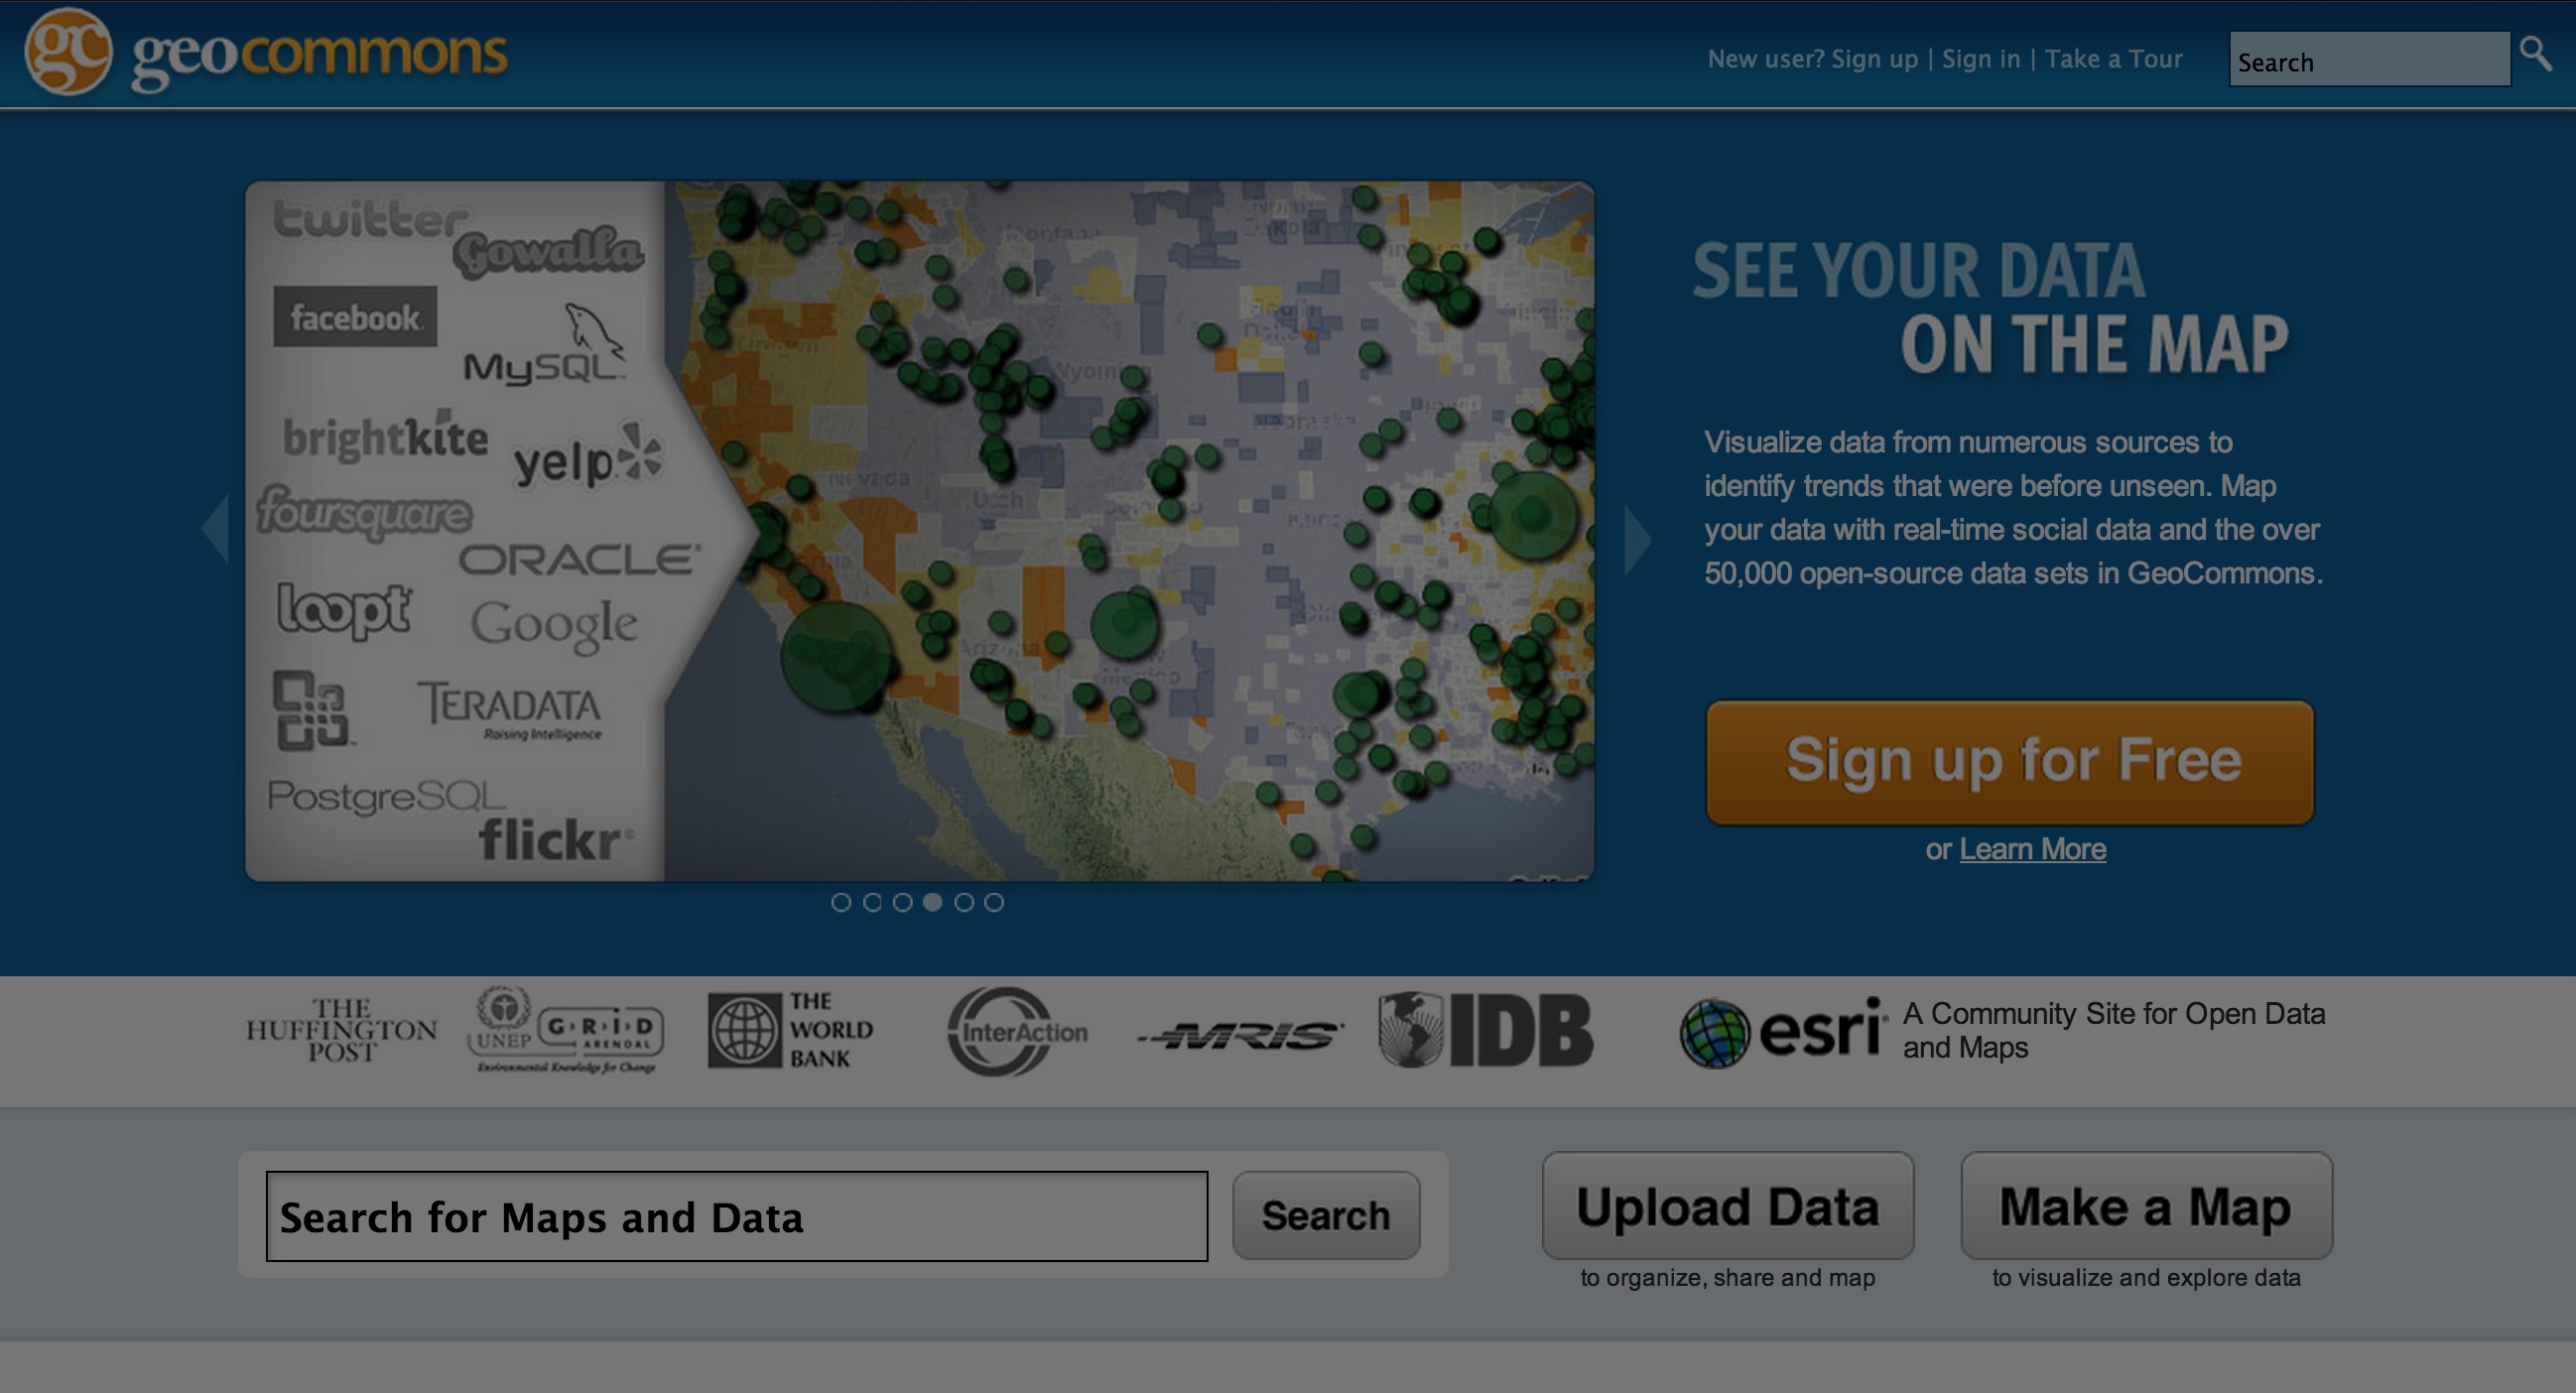 gc geocommons
New user? Sign up | Sign in | Take a Tour
Search
twitter
Gowalla
facebook
MySQL
brightkite
yelp
foursquare
ORACLE
loopt
Google
TERADATA
Raising Intelligence
PostgreSQL
flickr
Montana
Wyoming
Nevada
Utah
Arizona
SEE YOUR DATA
ON THE MAP
Visualize data from numerous sources to
identify trends that were before unseen. Map
your data with real-time social data and the over
50,000 open-source data sets in GeoCommons.
Sign up for Free
or Learn More
THE
HUFFINGTON
POST
UNEP
G·R·I·D
ARENDAL
Environmental Knowledge for Change
THE
WORLD
BANK
InterAction
MRIS
IDB
esri
A Community Site for Open Data
and Maps
Search for Maps and Data
Search
Upload Data
to organize, share and map
Make a Map
to visualize and explore data